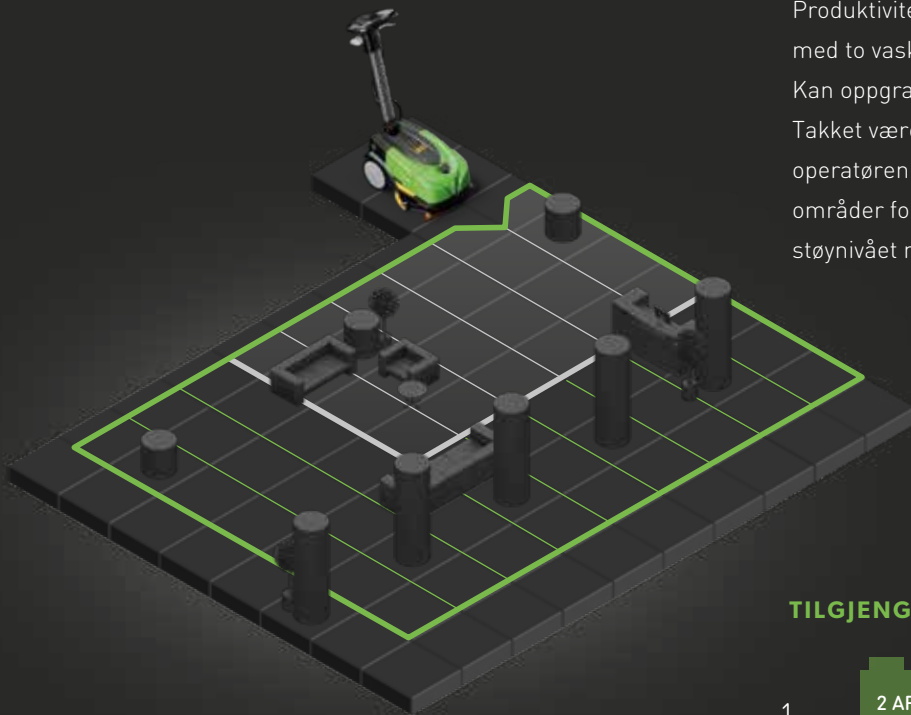 Produktivite
med to vask
Kan oppgra
Takket være
operatøren
områder fo
støynivået r
TILGJENG
1
2 AR